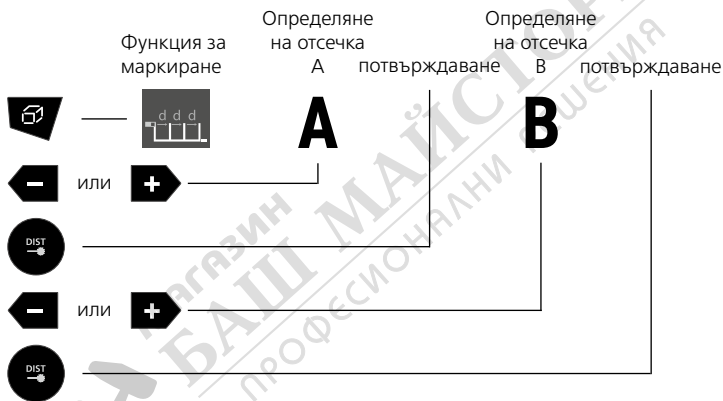 Функция за
маркиране
Определяне
на отсечка
A
потвърждаване
Определяне
на отсечка
B
потвърждаване
d d d
A
B
− или +
DIST
− или +
DIST
магазин
БАШ МАЙСТОР
ПРОФЕСИОНАЛНИ РЕШЕНИЯ